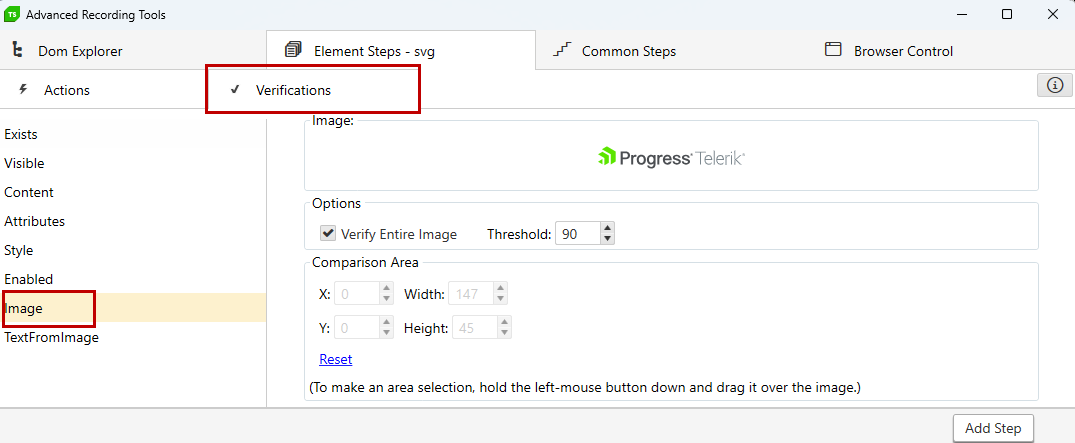 TS Advanced Recording Tools
Dom Explorer Element Steps - svg Common Steps Browser Control
Actions Verifications
Exists
Visible
Content
Attributes
Style
Enabled
Image
TextFromImage
Image:
Progress® Telerik®
Options
Verify Entire Image Threshold: 90
Comparison Area
X: 0 Width: 147
Y: 0 Height: 45
Reset
(To make an area selection, hold the left-mouse button down and drag it over the image.)
Add Step